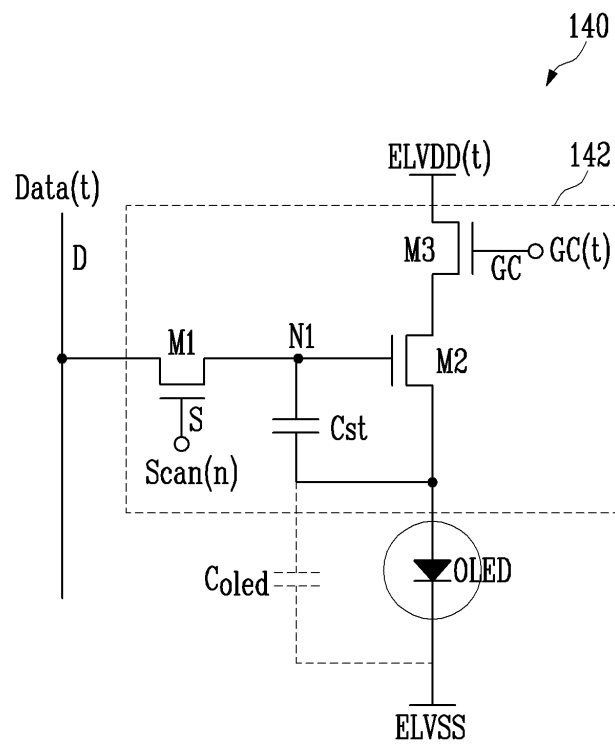 140
ELVDD(t)
142
Data(t)
D
M3
GC
GC(t)
M1
N1
M2
S
Cst
Scan(n)
Coled
OLED
ELVSS